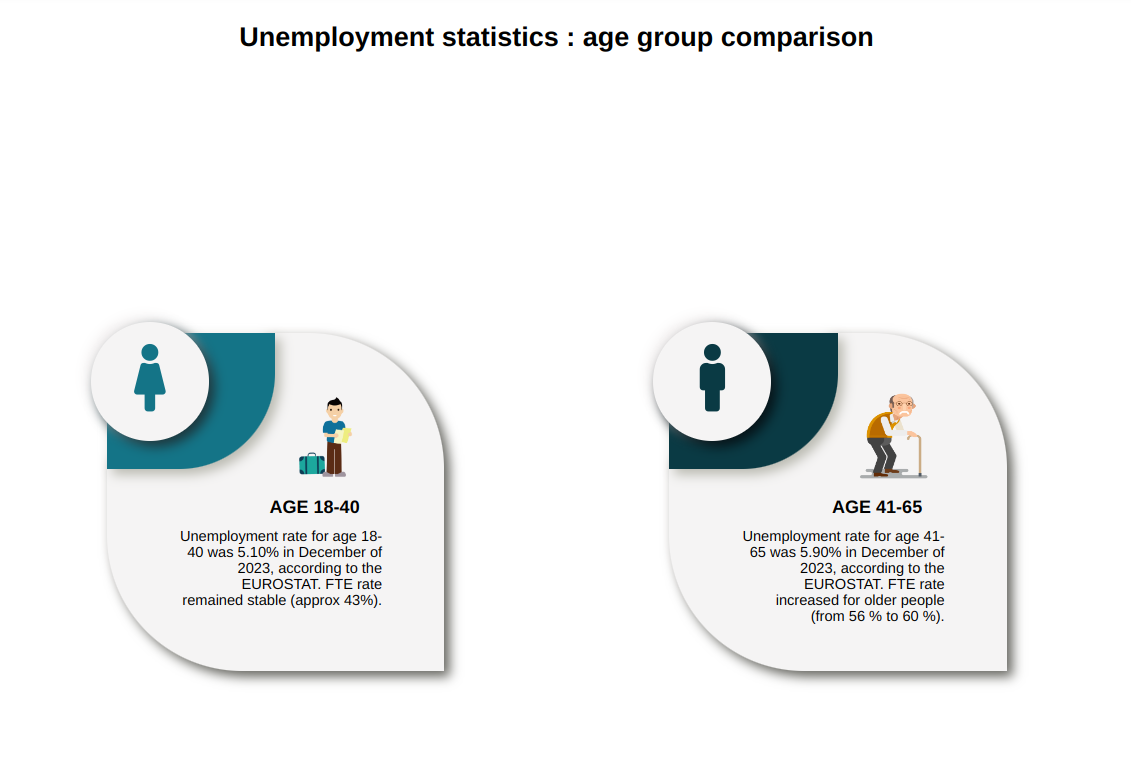 Unemployment statistics : age group comparison
AGE 18-40
Unemployment rate for age 18-
40 was 5.10% in December of
2023, according to the
EUROSTAT. FTE rate
remained stable (approx 43%).
AGE 41-65
Unemployment rate for age 41-
65 was 5.90% in December of
2023, according to the
EUROSTAT. FTE rate
increased for older people
(from 56 % to 60 %).